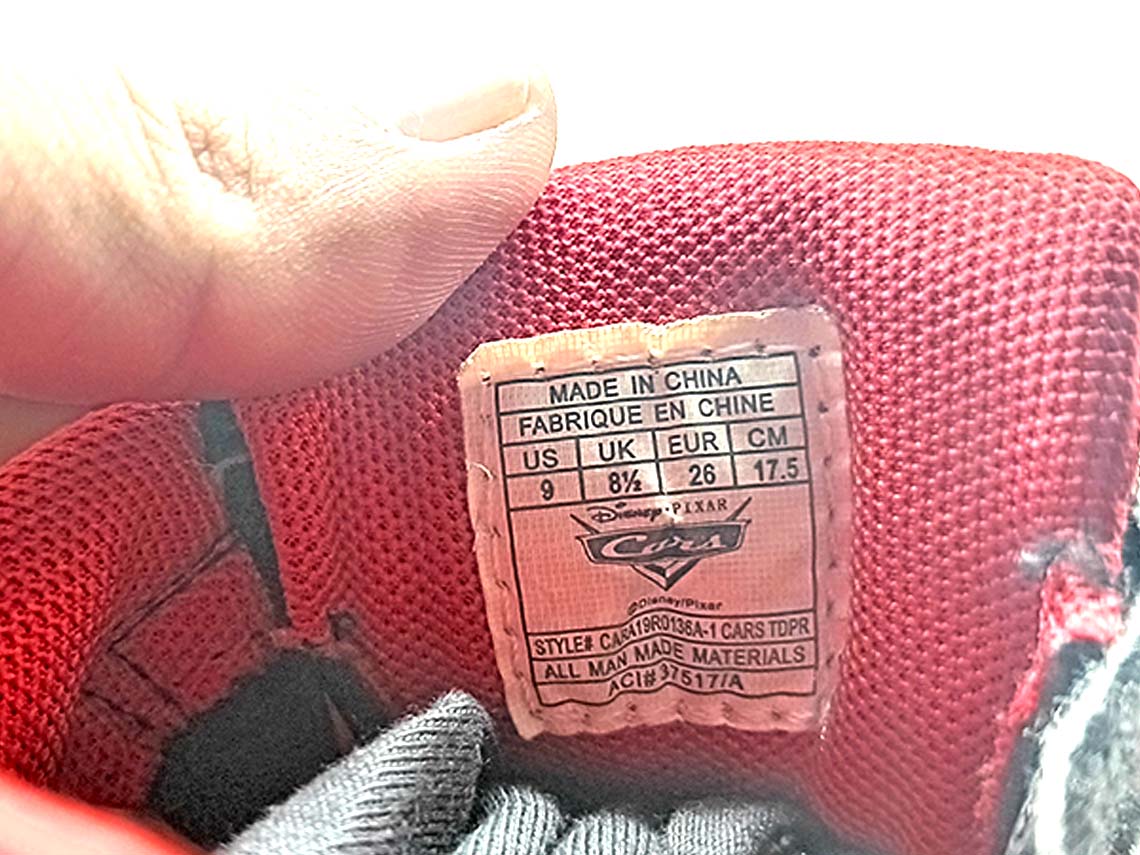 MADE IN CHINA
FABRIQUE EN CHINE
US UK EUR CM
9 8½ 26 17.5
Disney·PIXAR
Cars
©Disney/Pixar
STYLE# CARA19R0136A-1 CARS TDPR
ALL MAN MADE MATERIALS
ACI# 37517/A